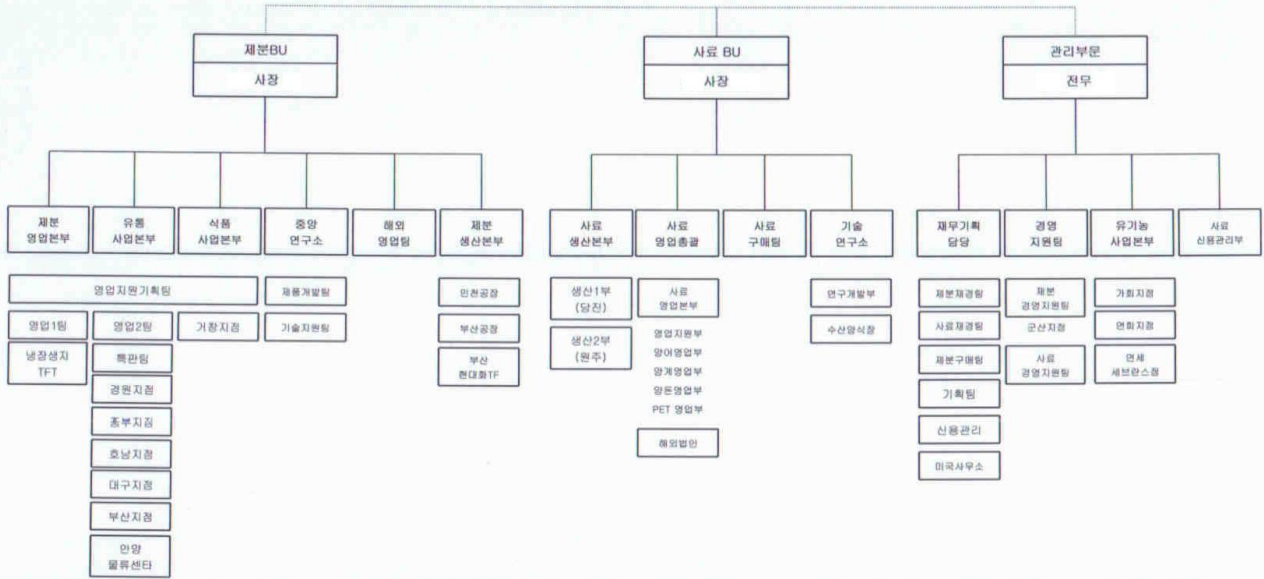 제분BU
사장
사료 BU
사장
관리부문
전무
제분
영업본부
유통
사업본부
식품
사업본부
중앙
연구소
해외
영업팀
제분
생산본부
사료
생산본부
사료
영업총괄
사료
구매팀
기술
연구소
재무기획
담당
경영
지원팀
유기농
사업본부
사료
신용관리부
영업지원기획팀
영업1팀
냉장생지
TFT
영업2팀
특판팀
경원지점
중부지점
호남지점
대구지점
부산지점
안양
물류센타
거창지점
제품개발팀
기술지원팀
인천공장
부산공장
부산
현대화TF
생산1부
(당진)
생산2부
(원주)
사료
영업본부
영업지원부
양어영업부
양계영업부
양돈영업부
PET 영업부
해외법인
연구개발부
수산양식장
제분재경팀
사료재경팀
제분구매팀
기획팀
신용관리
미국사무소
제분
경영지원팀
군산지점
사료
경영지원팀
가회지점
연희지점
연세
세브란스점